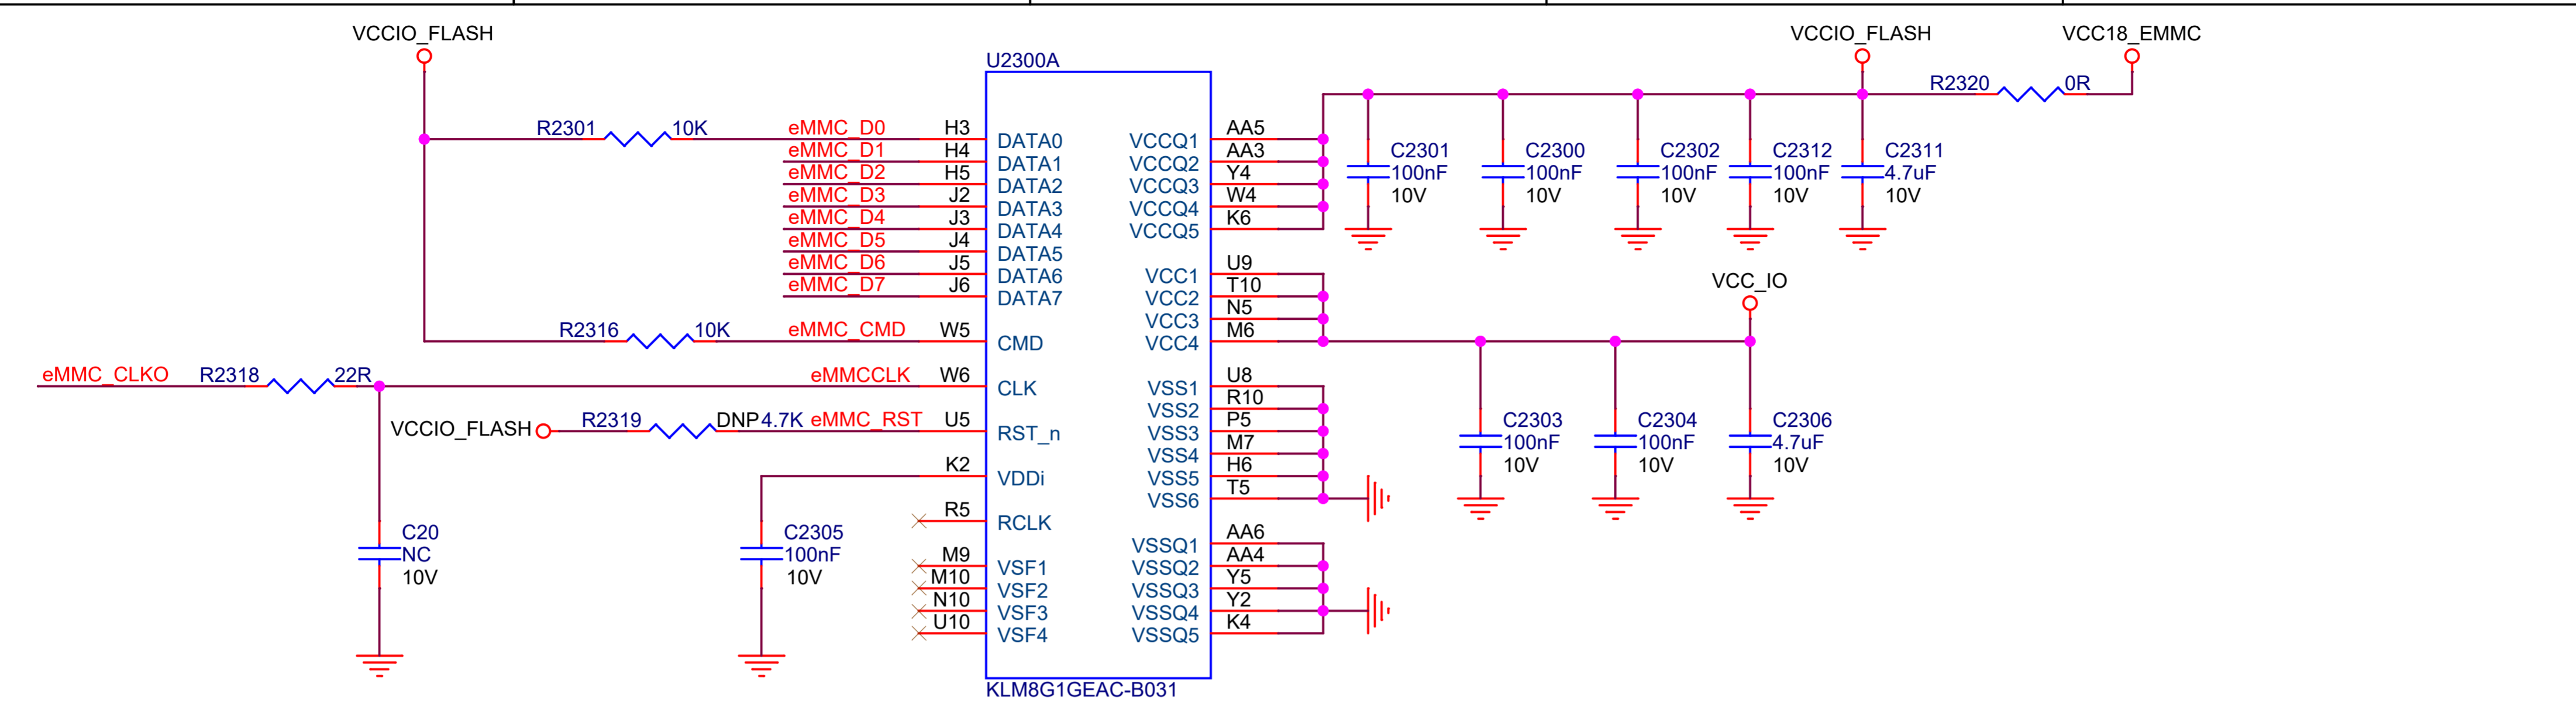 VCCIO_FLASH
VCCIO_FLASH
VCC18_EMMC
U2300A
R2320 0R
R2301 10K eMMC_D0 H3 DATA0
eMMC_D1 H4 DATA1
eMMC_D2 H5 DATA2
eMMC_D3 J2 DATA3
eMMC_D4 J3 DATA4
eMMC_D5 J4 DATA5
eMMC_D6 J5 DATA6
eMMC_D7 J6 DATA7
R2316 10K eMMC_CMD W5 CMD
eMMC_CLKO R2318 22R eMMCCLK W6 CLK
VCCIO_FLASH R2319 DNP 4.7K eMMC_RST U5 RST_n
K2 VDDi
R5 RCLK
M9 VSF1
M10 VSF2
N10 VSF3
U10 VSF4
C20
NC
10V
C2305
100nF
10V
VCCQ1 AA5
VCCQ2 AA3
VCCQ3 Y4
VCCQ4 W4
VCCQ5 K6
VCC1 U9
VCC2 T10
VCC3 N5
VCC4 M6
VSS1 U8
VSS2 R10
VSS3 P5
VSS4 M7
VSS5 H6
VSS6 T5
VSSQ1 AA6
VSSQ2 AA4
VSSQ3 Y5
VSSQ4 Y2
VSSQ5 K4
C2301
100nF
10V
C2300
100nF
10V
C2302
100nF
10V
C2312
100nF
10V
C2311
4.7uF
10V
VCC_IO
C2303
100nF
10V
C2304
100nF
10V
C2306
4.7uF
10V
KLM8G1GEAC-B031